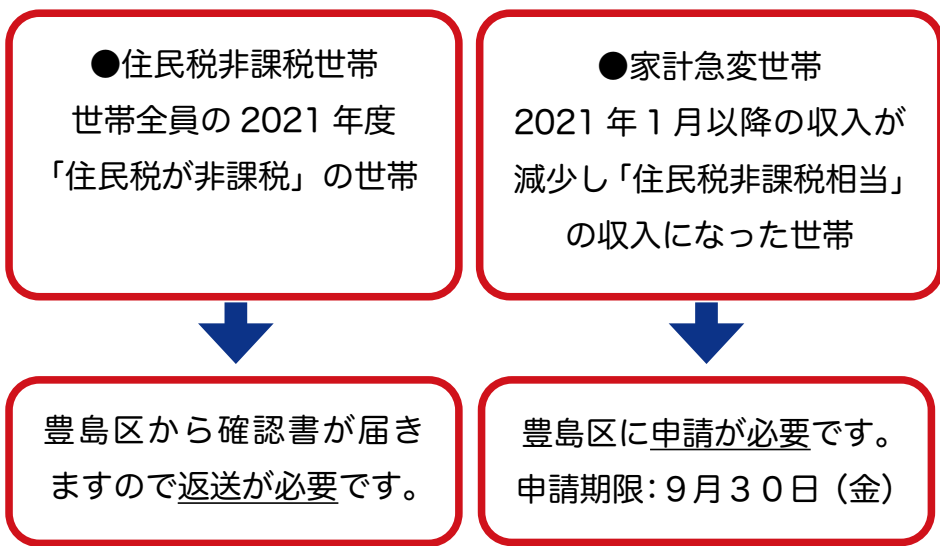 ●住民税非課税世帯
世帯全員の 2021 年度
「住民税が非課税」の世帯
●家計急変世帯
2021 年 1 月以降の収入が
減少し「住民税非課税相当」
の収入になった世帯
豊島区から確認書が届き
ますので返送が必要です。
豊島区に申請が必要です。
申請期限：９月３０日（金）